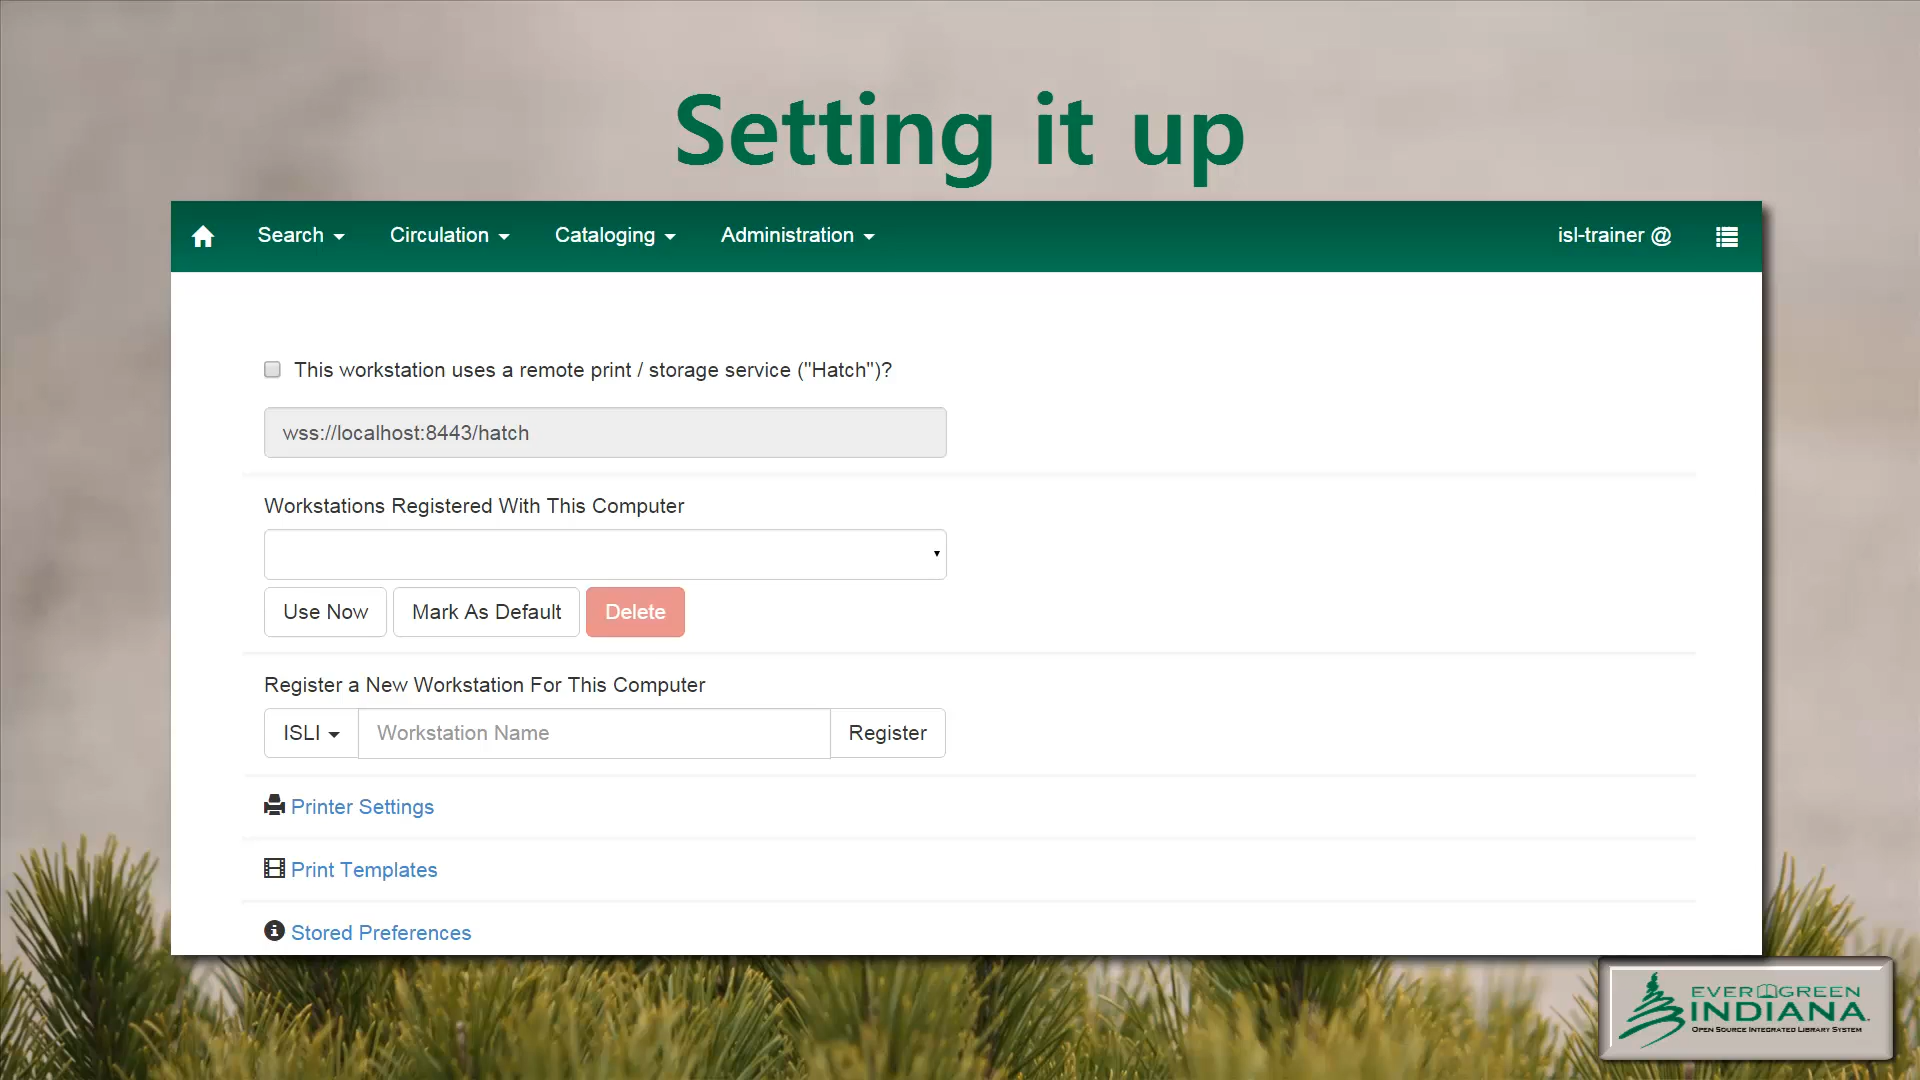 Setting it up
Search Circulation Cataloging Administration isl-trainer @
This workstation uses a remote print / storage service ("Hatch")?
wss://localhost:8443/hatch
Workstations Registered With This Computer
Use Now Mark As Default Delete
Register a New Workstation For This Computer
ISLI Workstation Name Register
Printer Settings
Print Templates
Stored Preferences
EVERGREEN
INDIANA
OPEN SOURCE INTEGRATED LIBRARY SYSTEM